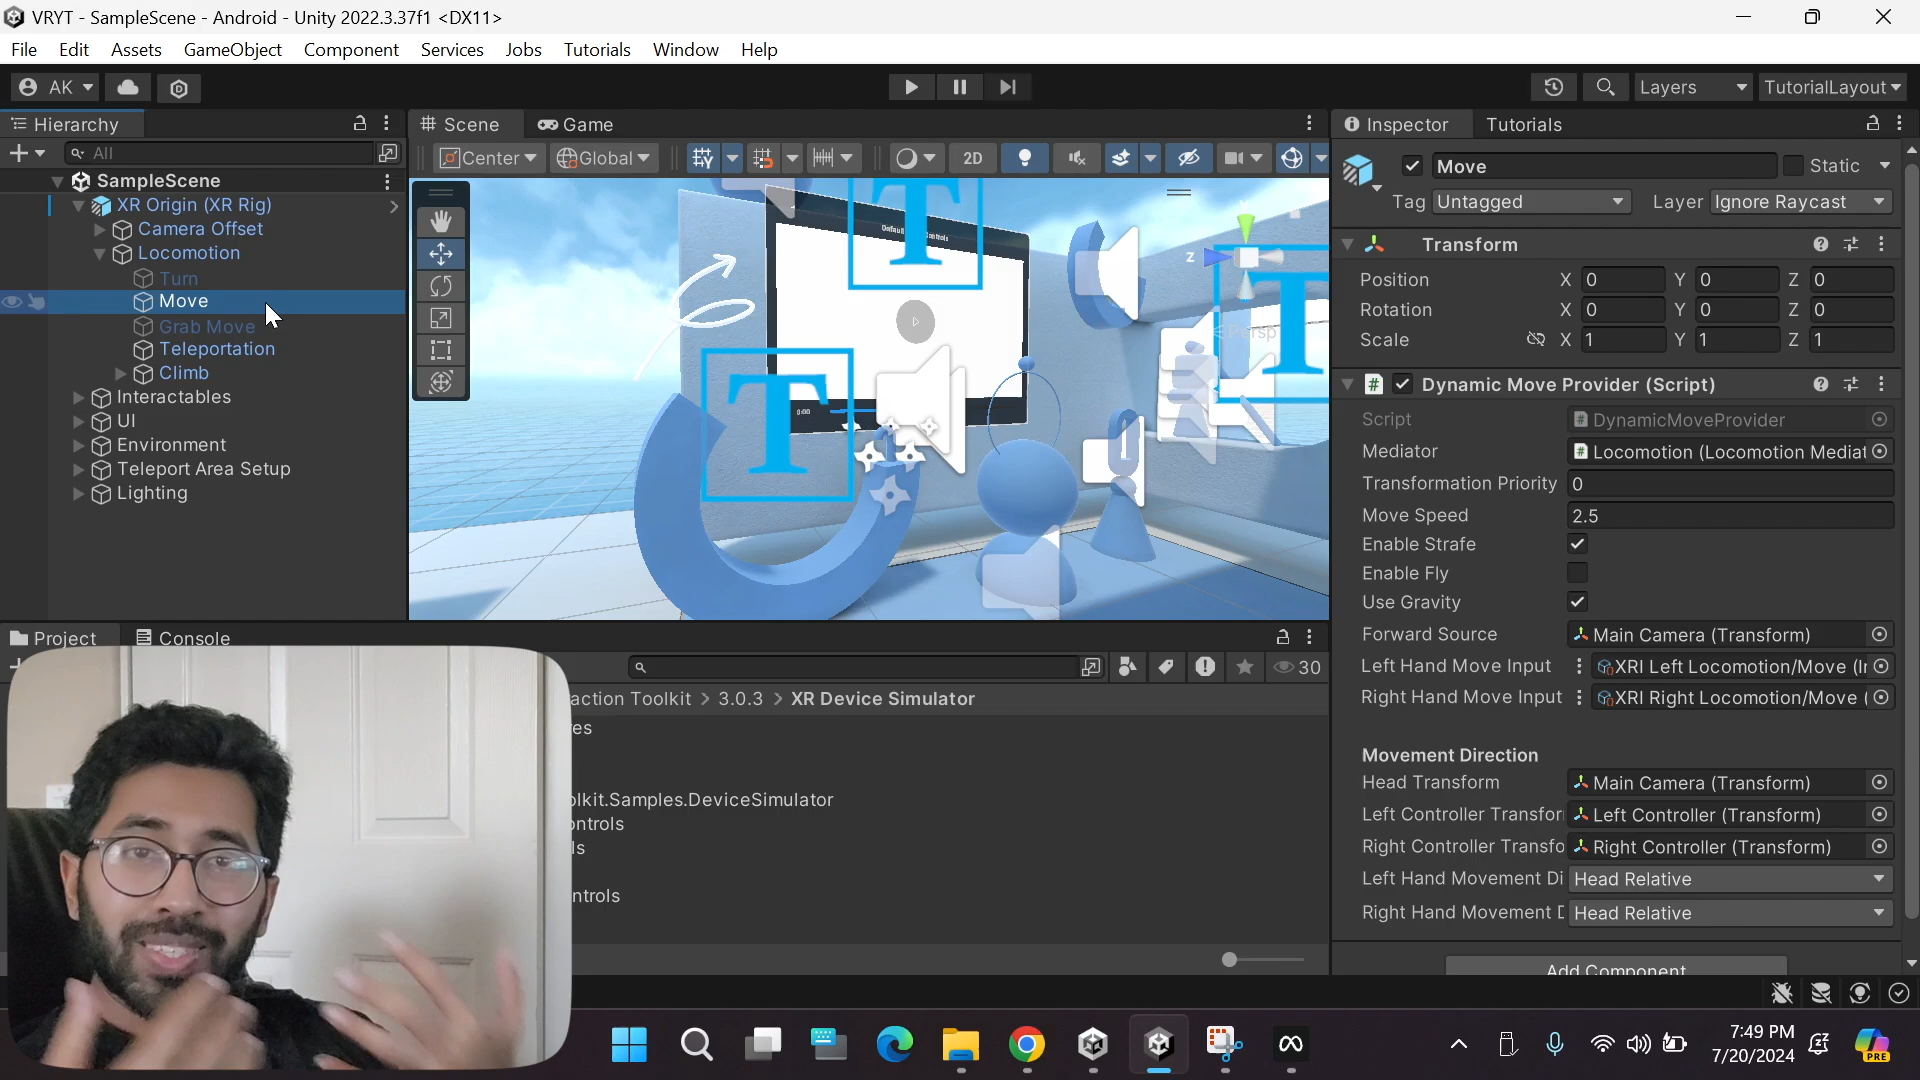 VRYT - SampleScene - Android - Unity 2022.3.37f1 <DX11>
File Edit Assets GameObject Component Services Jobs Tutorials Window Help
AK
Layers
TutorialLayout
Hierarchy
All
SampleScene
XR Origin (XR Rig)
Camera Offset
Locomotion
Turn
Move
Grab Move
Teleportation
Climb
Interactables
UI
Environment
Teleport Area Setup
Lighting
Scene Game
Center Global 2D
T
T
T
0:00
z
Persp
Inspector Tutorials
Move Static
Tag Untagged Layer Ignore Raycast
Transform
Position X 0 Y 0 Z 0
Rotation X 0 Y 0 Z 0
Scale X 1 Y 1 Z 1
# Dynamic Move Provider (Script)
Script # DynamicMoveProvider
Mediator # Locomotion (Locomotion Mediat
Transformation Priority 0
Move Speed 2.5
Enable Strafe
Enable Fly
Use Gravity
Forward Source Main Camera (Transform)
Left Hand Move Input XRI Left Locomotion/Move (I
Right Hand Move Input XRI Right Locomotion/Move (
Movement Direction
Head Transform Main Camera (Transform)
Left Controller Transfor Left Controller (Transform)
Right Controller Transfo Right Controller (Transform)
Left Hand Movement Di Head Relative
Right Hand Movement D Head Relative
Add Component
Project Console
30
action Toolkit > 3.0.3 > XR Device Simulator
es
olkit.Samples.DeviceSimulator
ontrols
ls
ntrols
7:49 PM
7/20/2024
PRE